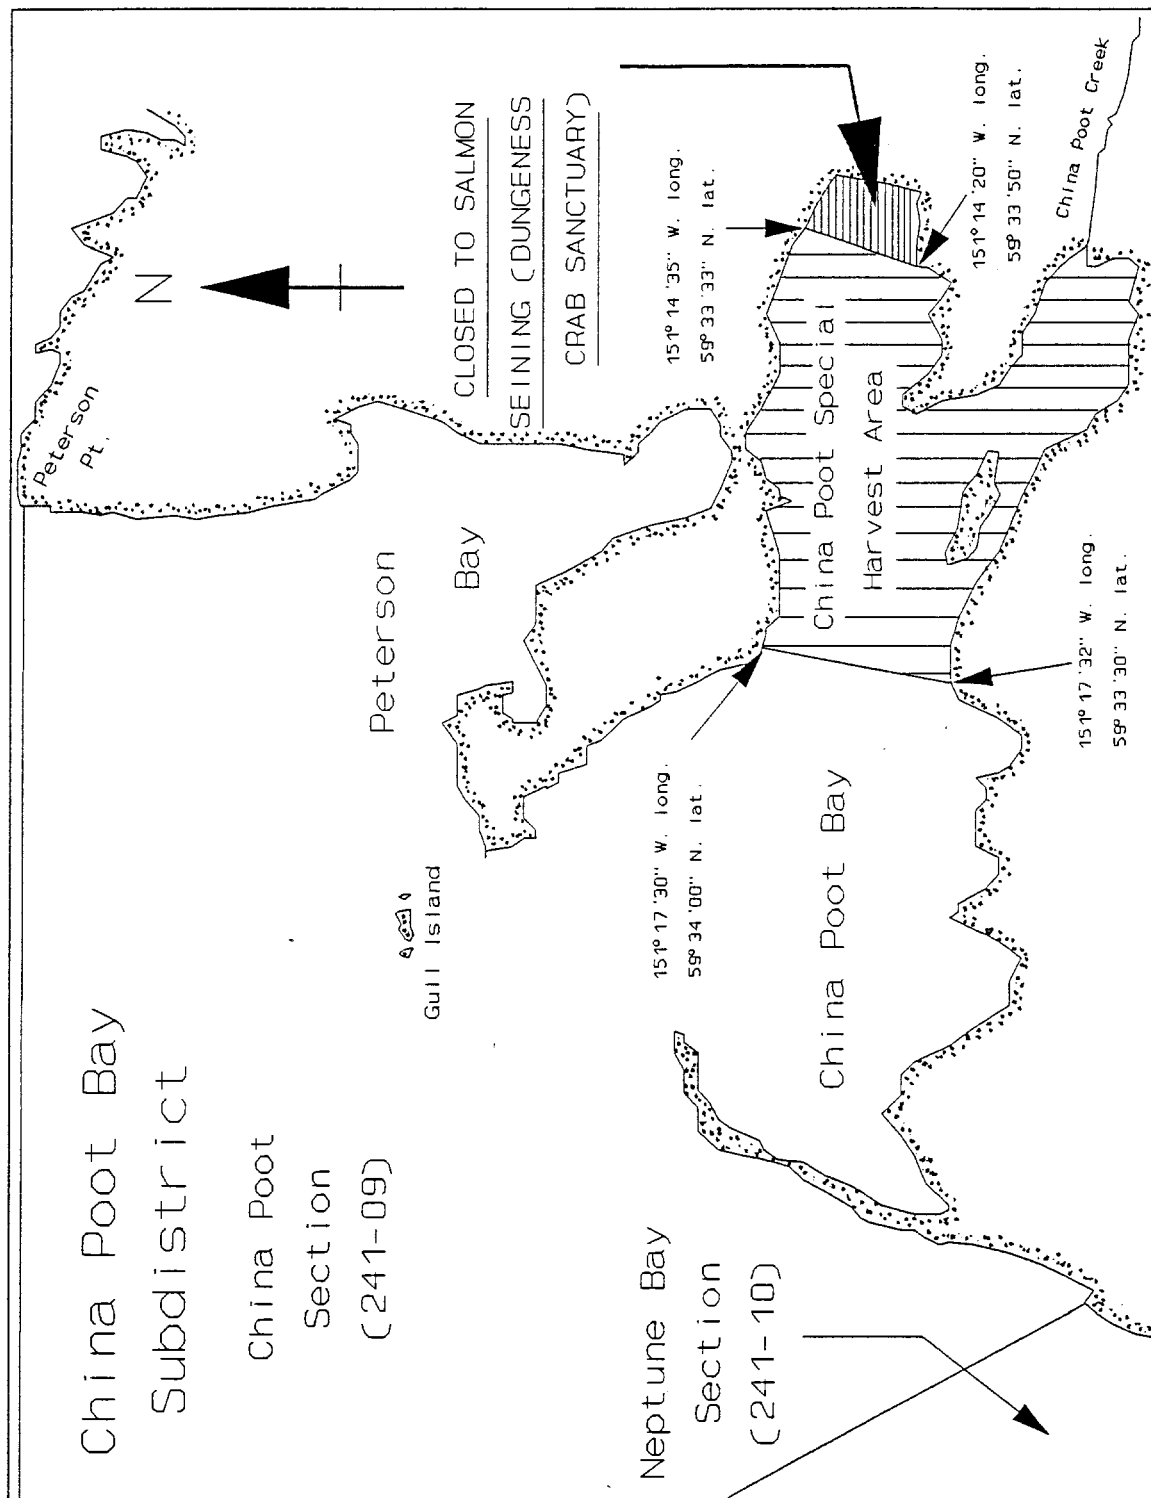 China Poot Bay
Subdistrict
China Poot
Section
(241-09)
Peterson
Pt.
N
Peterson
Bay
Gull Island
CLOSED TO SALMON
SEINING (DUNGENESS
CRAB SANCTUARY)
151° 14 '35" W. long.
59° 33 '33" N. lat.
151° 14 '20" W. long.
59° 33 '50" N. lat.
China Poot Creek
China Poot Special
Harvest Area
151° 17 '30" W. long.
59° 34 '00" N. lat.
151° 17 '32" W. long.
59° 33 '30" N. lat.
China Poot Bay
Neptune Bay
Section
(241-10)